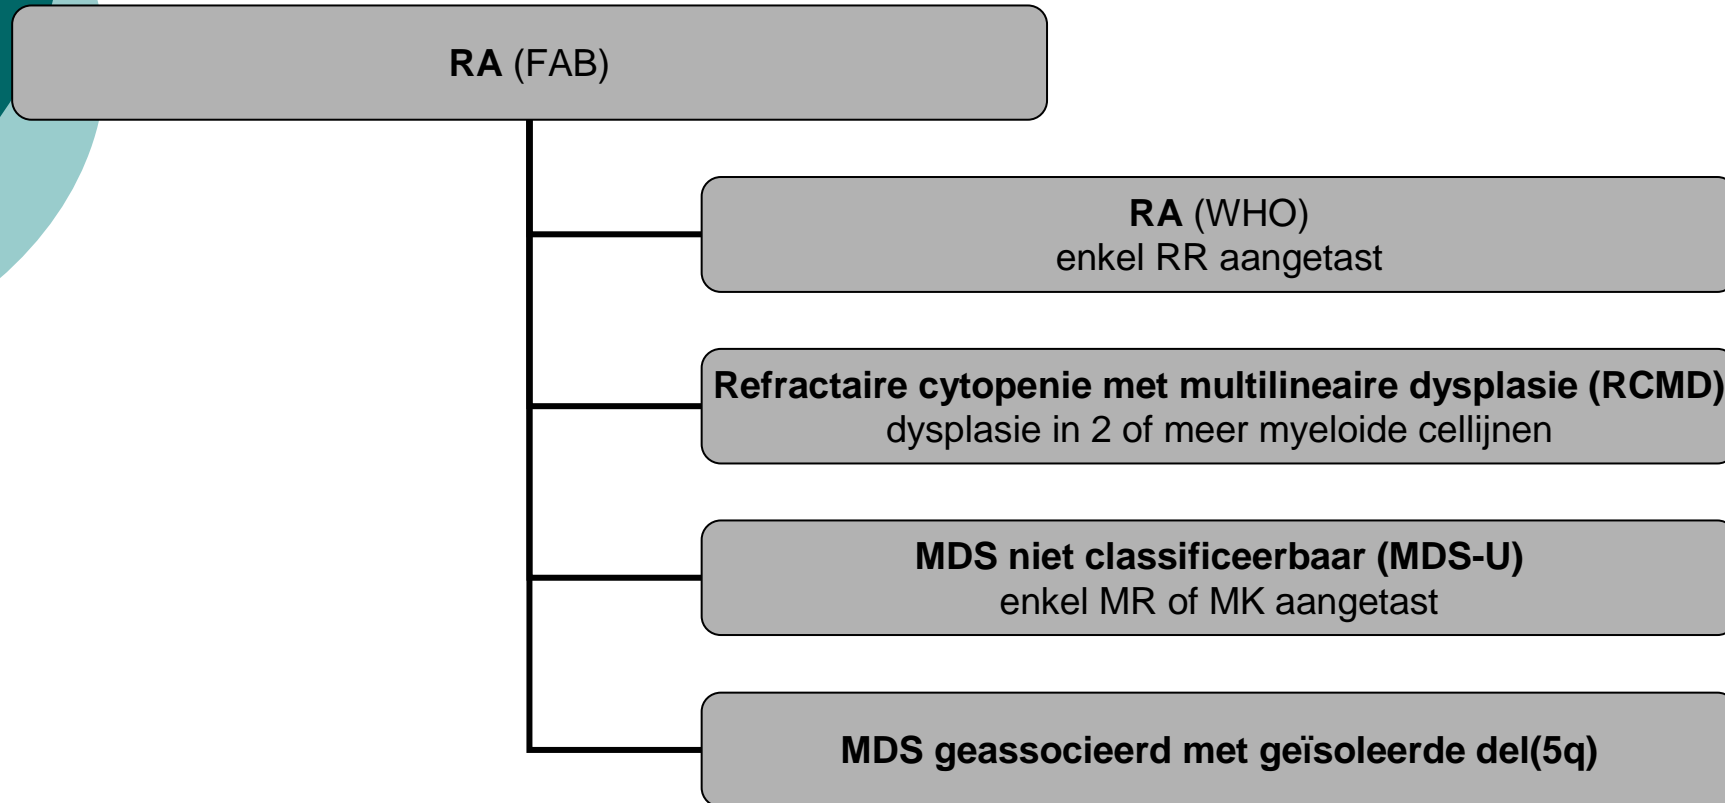 RA (FAB)
RA (WHO)
enkel RR aangetast
Refractaire cytopenie met multilineaire dysplasie (RCMD)
dysplasie in 2 of meer myeloide cellijnen
MDS niet classificeerbaar (MDS-U)
enkel MR of MK aangetast
MDS geassocieerd met geïsoleerde del(5q)